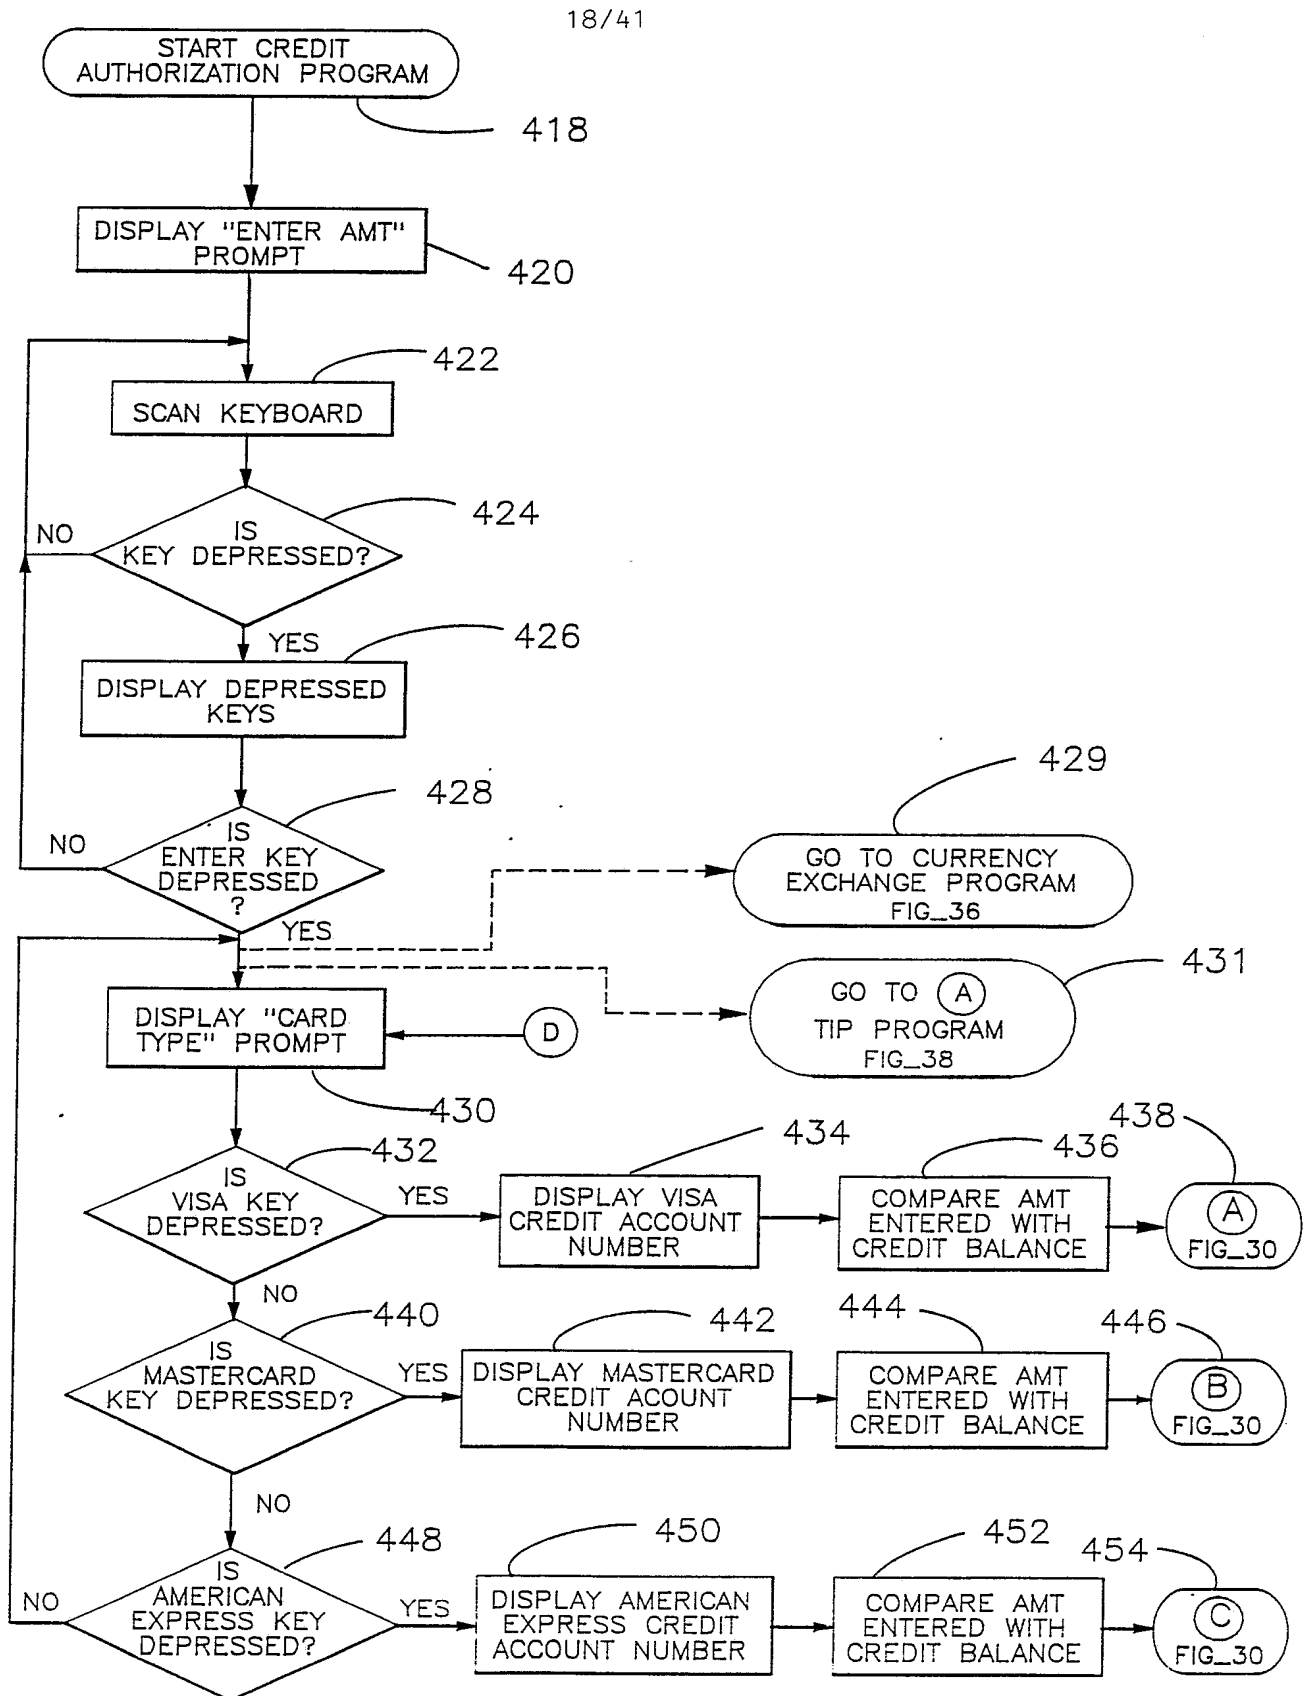 18/41
START CREDIT
AUTHORIZATION PROGRAM
418
DISPLAY "ENTER AMT"
PROMPT
420
422
SCAN KEYBOARD
424
NO
IS
KEY DEPRESSED?
YES
426
DISPLAY DEPRESSED
KEYS
429
428
NO
IS
ENTER KEY
DEPRESSED
?
GO TO CURRENCY
EXCHANGE PROGRAM
FIG_36
YES
431
GO TO A
TIP PROGRAM
FIG_38
DISPLAY "CARD
TYPE" PROMPT
D
430
432
IS
VISA KEY
DEPRESSED?
YES
434
DISPLAY VISA
CREDIT ACCOUNT
NUMBER
436
COMPARE AMT
ENTERED WITH
CREDIT BALANCE
438
A
FIG_30
NO
440
IS
MASTERCARD
KEY DEPRESSED?
YES
442
DISPLAY MASTERCARD
CREDIT ACOUNT
NUMBER
444
COMPARE AMT
ENTERED WITH
CREDIT BALANCE
446
B
FIG_30
NO
448
IS
AMERICAN
EXPRESS KEY
DEPRESSED?
NO
YES
450
DISPLAY AMERICAN
EXPRESS CREDIT
ACCOUNT NUMBER
452
COMPARE AMT
ENTERED WITH
CREDIT BALANCE
454
C
FIG_30